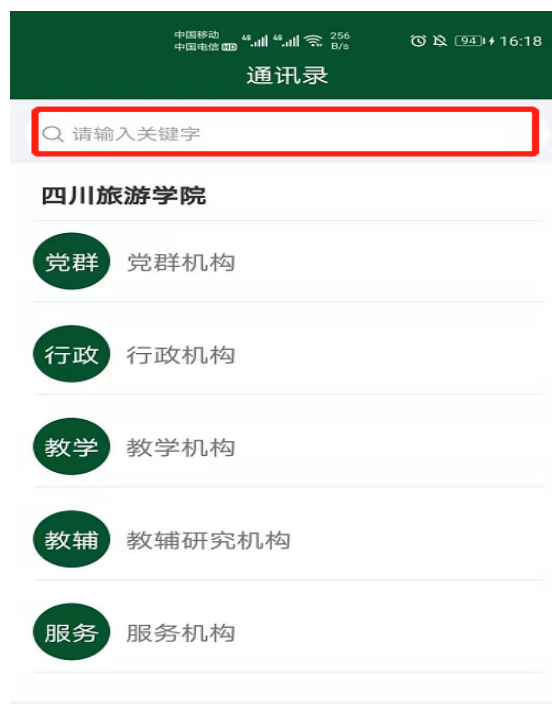 中国移动 4G 4G 256
中国电信 HD B/s 94 16:18
通讯录
请输入关键字
四川旅游学院
党群 党群机构
行政 行政机构
教学 教学机构
教辅 教辅研究机构
服务 服务机构